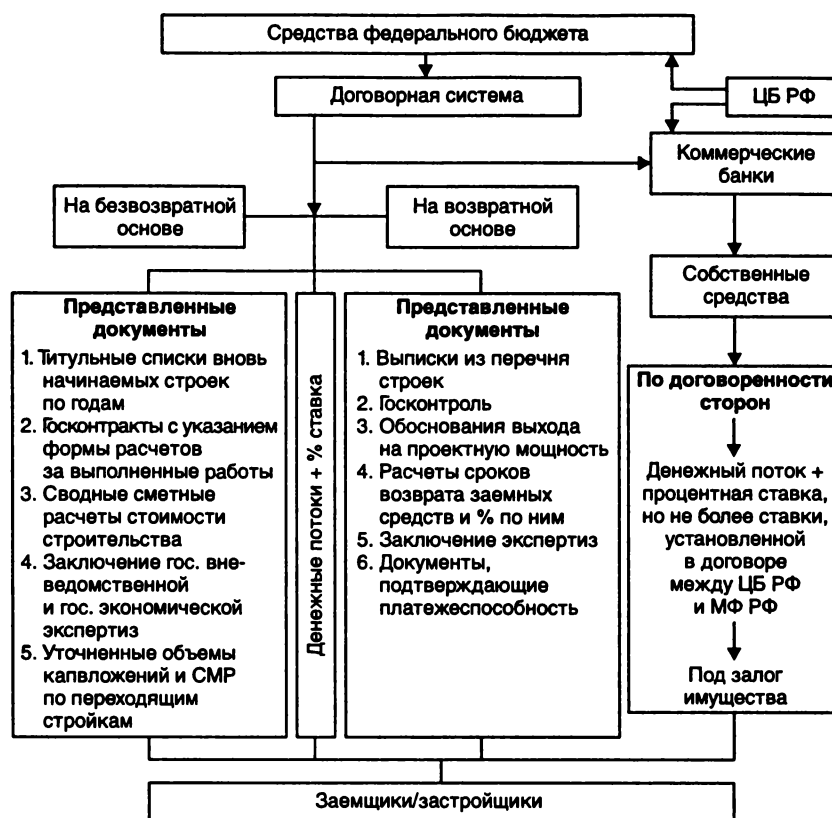 Средства федерального бюджета
Договорная система
ЦБ РФ
Коммерческие
банки
На безвозвратной
основе
На возвратной
основе
Собственные
средства
Представленные
документы
1. Титульные списки вновь
начинаемых строек
по годам
2. Госконтракты с указанием
формы расчетов
за выполненные работы
3. Сводные сметные
расчеты стоимости
строительства
4. Заключение гос. вне-
ведомственной
и гос. экономической
экспертиз
5. Уточненные объемы
капвложений и СМР
по переходящим
стройкам
Денежные потоки + % ставка
Представленные
документы
1. Выписки из перечня
строек
2. Госконтроль
3. Обоснования выхода
на проектную мощность
4. Расчеты сроков
возврата заемных
средств и % по ним
5. Заключение экспертиз
6. Документы,
подтверждающие
платежеспособность
По договоренности
сторон
Денежный поток +
процентная ставка,
но не более ставки,
установленной
в договоре
между ЦБ РФ
и МФ РФ
Под залог
имущества
Заемщики/застройщики